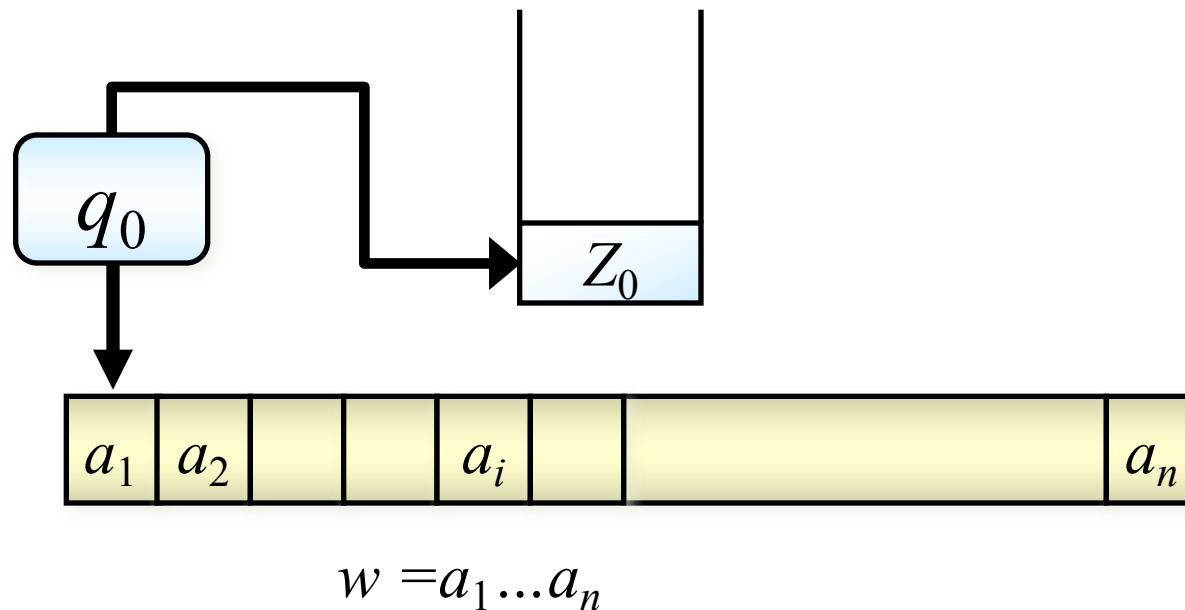 q₀
Z₀
a₁ a₂ aᵢ aₙ
w =a₁...aₙ